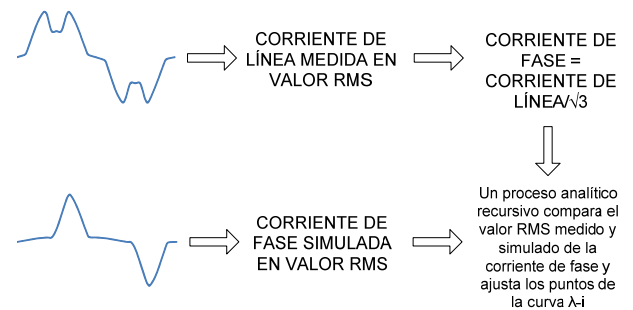 CORRIENTE DE
LÍNEA MEDIDA EN
VALOR RMS
CORRIENTE DE
FASE =
CORRIENTE DE
LÍNEA/√3
CORRIENTE DE
FASE SIMULADA
EN VALOR RMS
Un proceso analítico
recursivo compara el
valor RMS medido y
simulado de la
corriente de fase y
ajusta los puntos de
la curva λ-i